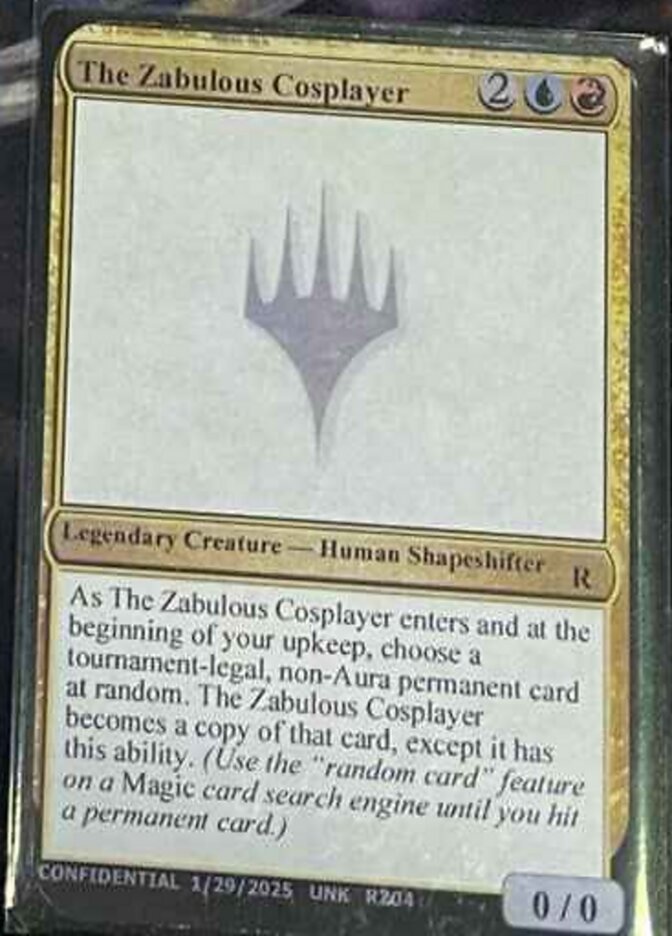 The Zabulous Cosplayer 2
Legendary Creature — Human Shapeshifter R
As The Zabulous Cosplayer enters and at the
beginning of your upkeep, choose a
tournament-legal, non-Aura permanent card
at random. The Zabulous Cosplayer
becomes a copy of that card, except it has
this ability. (Use the "random card" feature
on a Magic card search engine until you hit
a permanent card.)
CONFIDENTIAL 1/29/2025 UNK R204
0/0